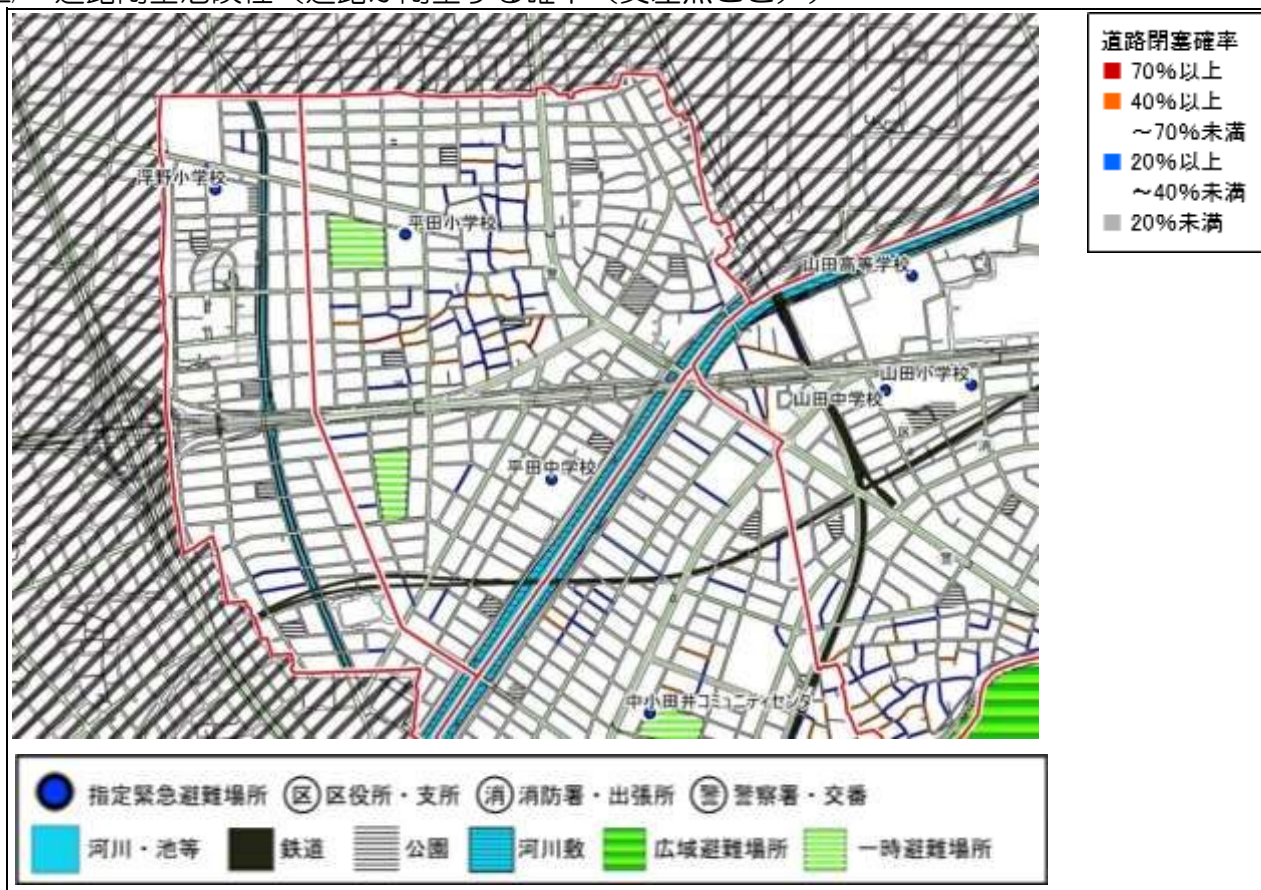 道路閉塞確率
70%以上
40%以上
～70%未満
20%以上
～40%未満
20%未満
浮野小学校
平田小学校
山田高等学校
山田小学校
山田中学校
区
消
平田中学校
警
中小田井コミュニティセンター
指定緊急避難場所 区 区役所・支所 消 消防署・出張所 警 警察署・交番
河川・池等 鉄道 公園 河川敷 広域避難場所 一時避難場所